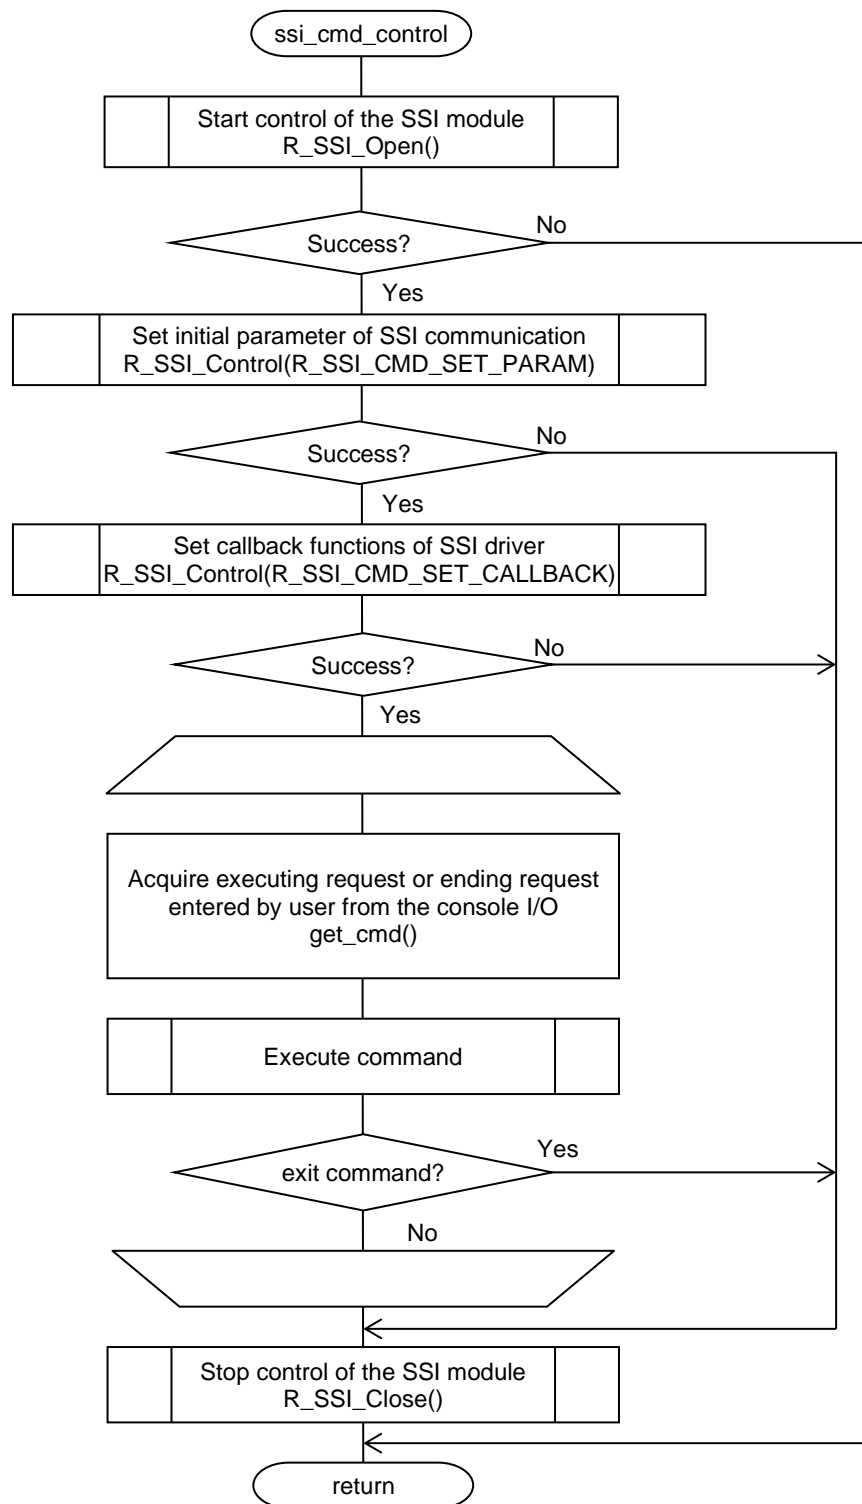 ssi_cmd_control
Start control of the SSI module
R_SSI_Open()
No
Success?
Yes
Set initial parameter of SSI communication
R_SSI_Control(R_SSI_CMD_SET_PARAM)
No
Success?
Yes
Set callback functions of SSI driver
R_SSI_Control(R_SSI_CMD_SET_CALLBACK)
No
Success?
Yes
Acquire executing request or ending request
entered by user from the console I/O
get_cmd()
Execute command
Yes
exit command?
No
Stop control of the SSI module
R_SSI_Close()
return